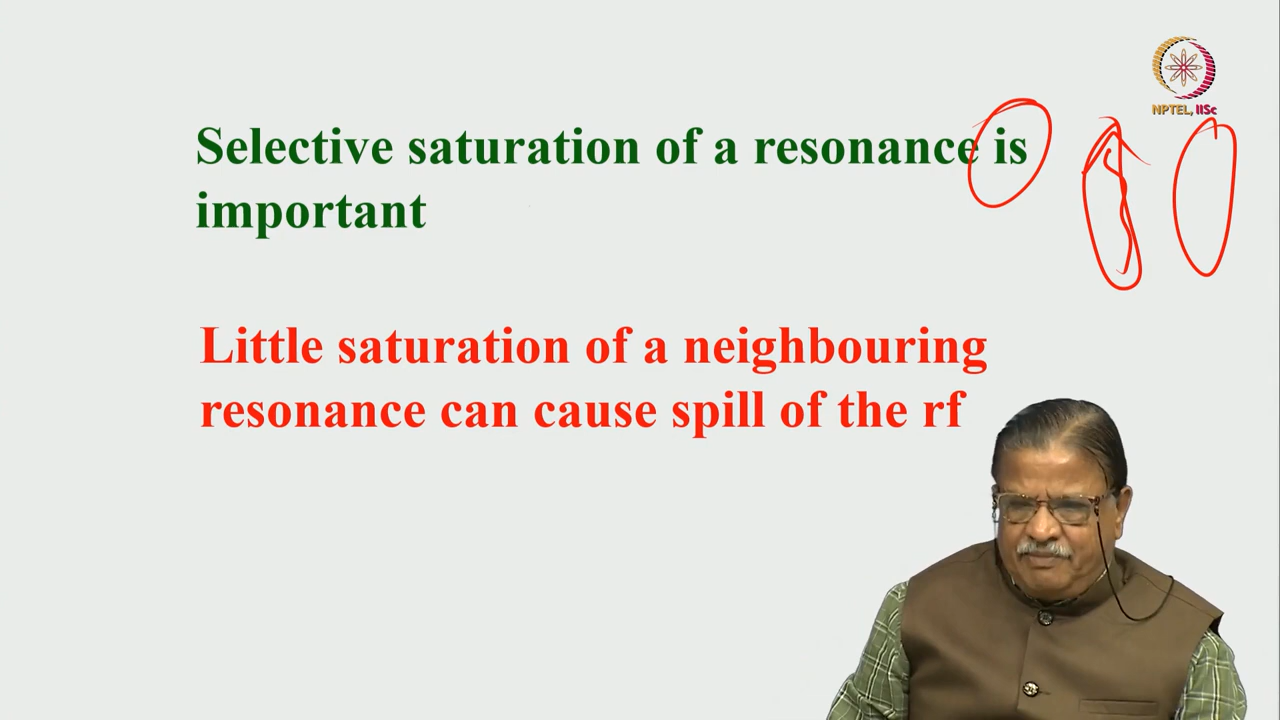 NPTEL, IISc
Selective saturation of a resonance is
important
Little saturation of a neighbouring
resonance can cause spill of the rf